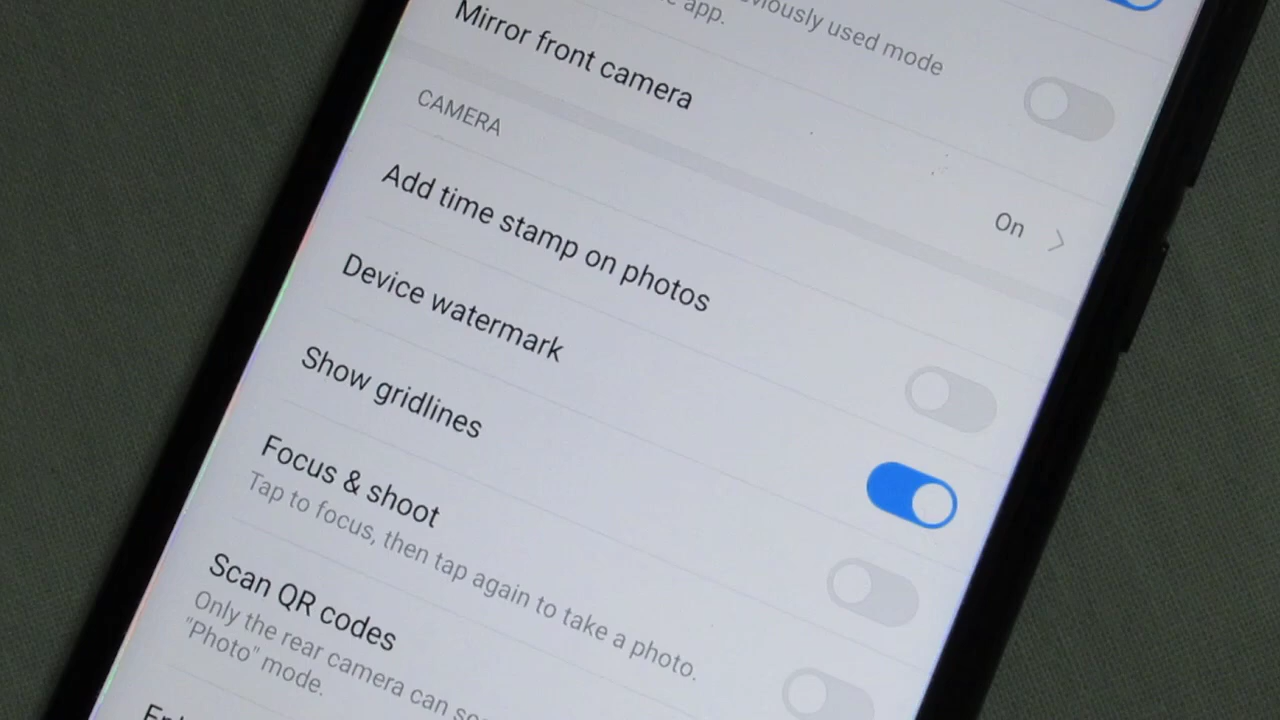 viously used mode
app.
Mirror front camera
On
CAMERA
Add time stamp on photos
Device watermark
Show gridlines
Focus & shoot
Tap to focus, then tap again to take a photo.
Scan QR codes
Only the rear camera can
"Photo" mode.